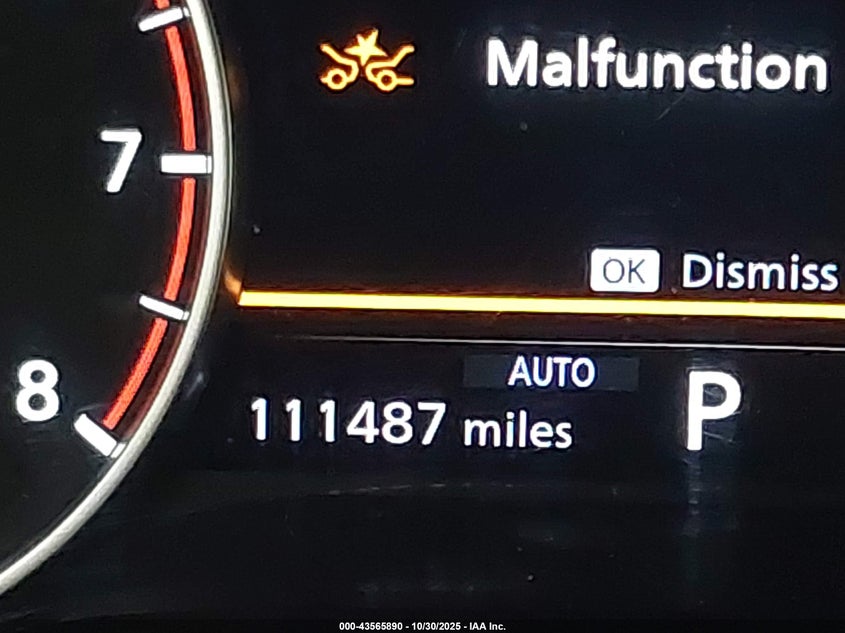 Malfunction
7
OK Dismiss
AUTO
8
111487 miles
P
000-43565890 - 10/30/2025 - IAA Inc.